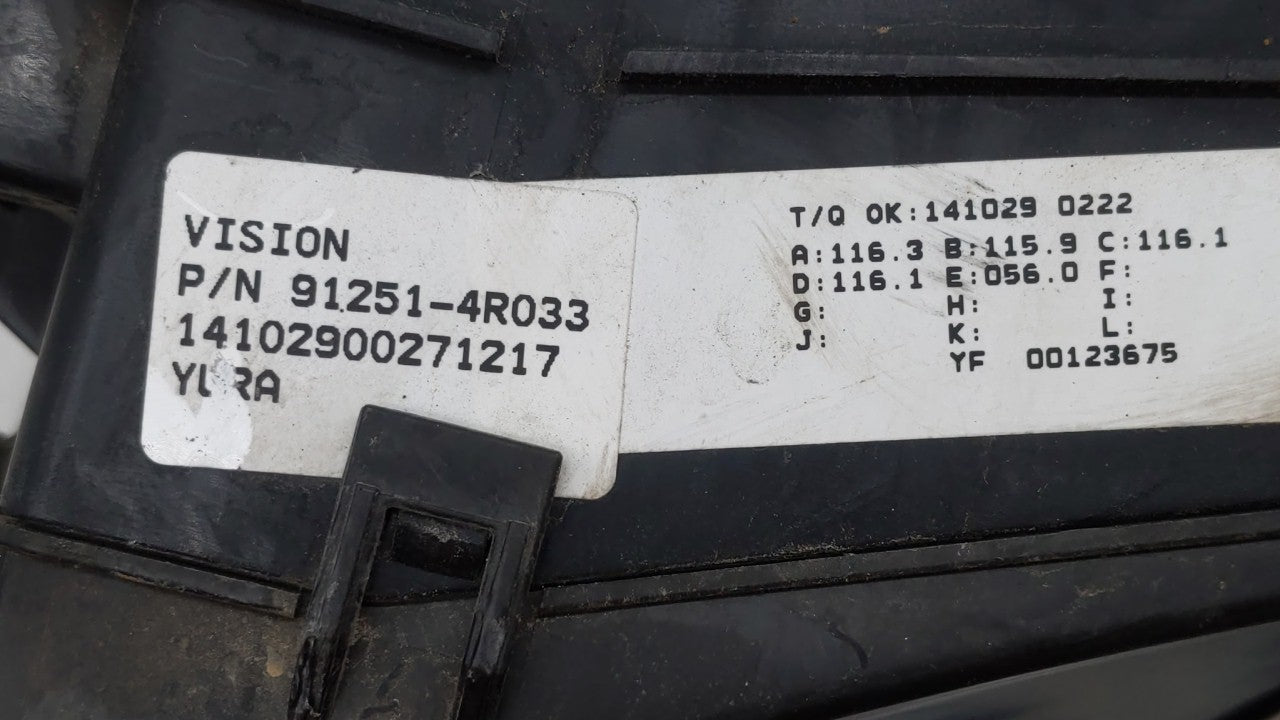 VISION
P/N 91251-4R033
14102900271217
YURA
T/Q OK:141029 0222
A:116.3 B:115.9 C:116.1
D:116.1 E:056.0 F:
G: H: I:
J: K: L:
YF 00123675